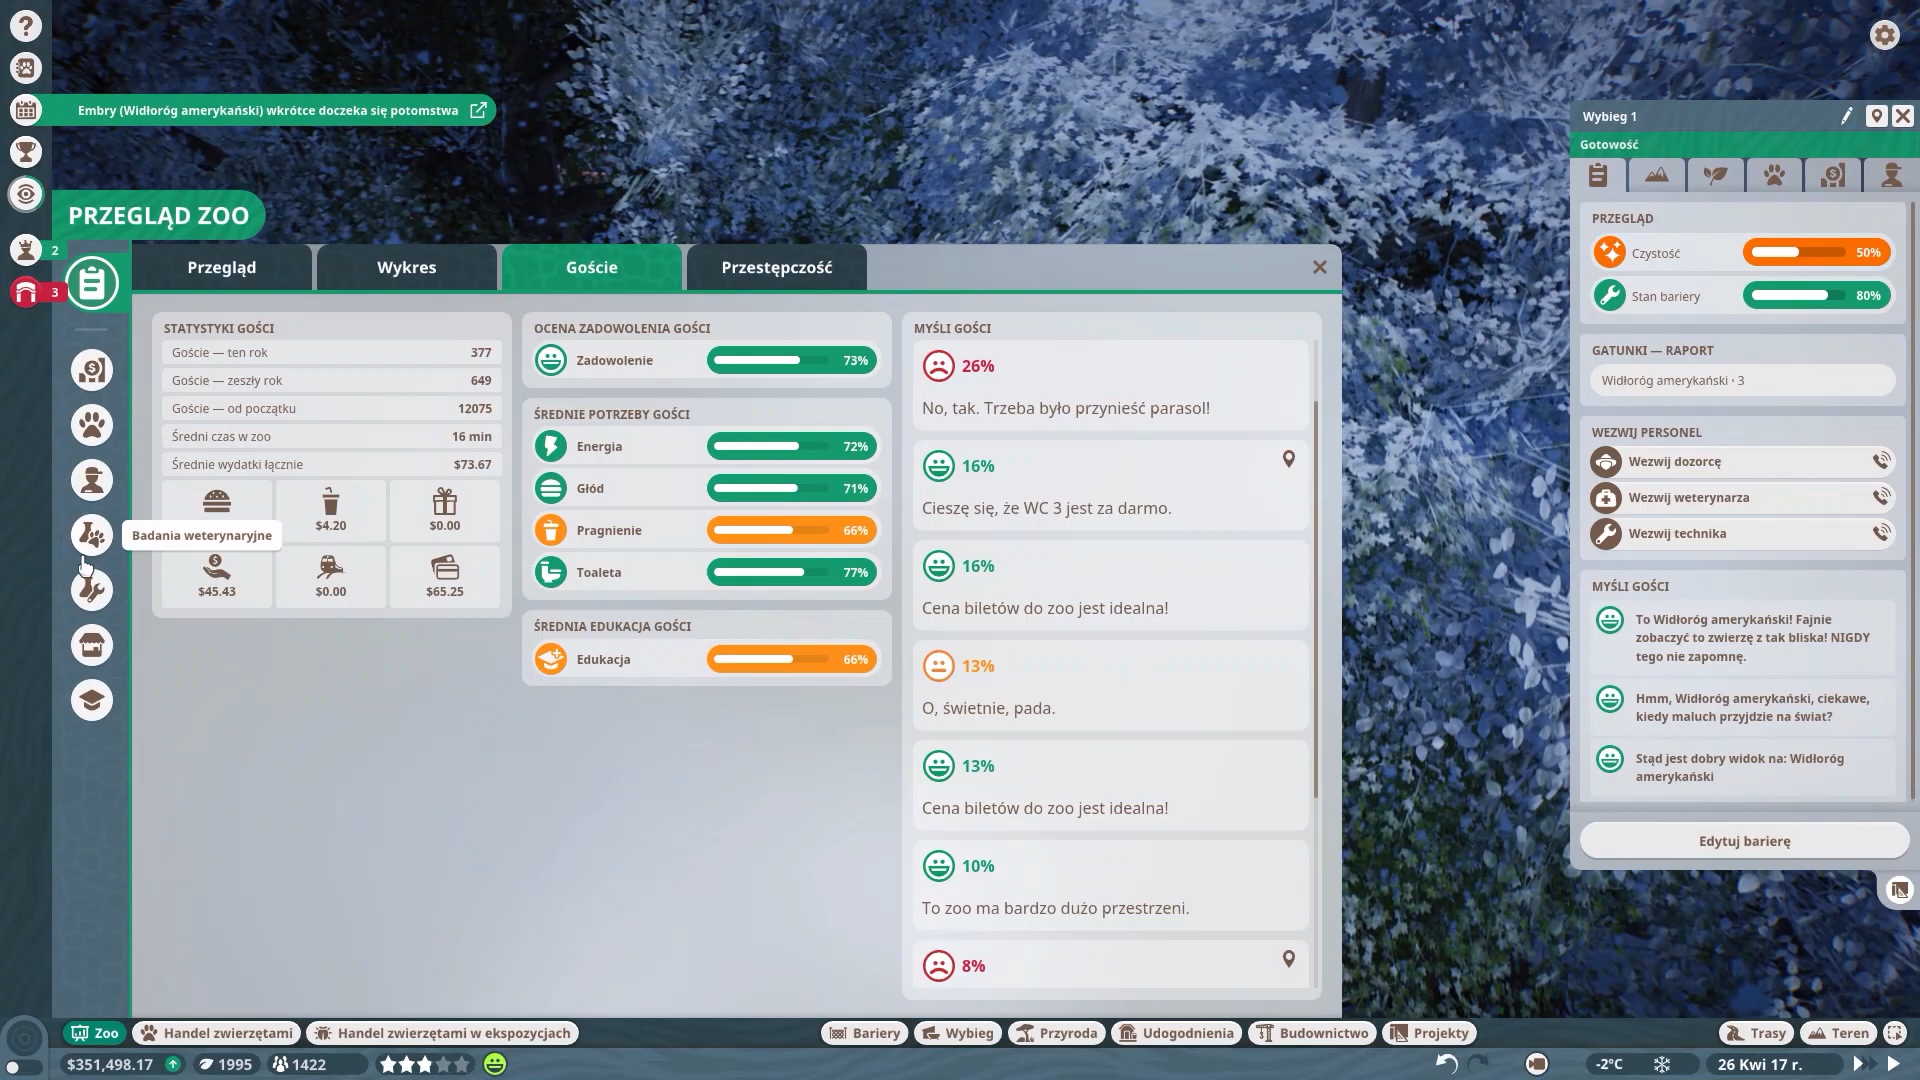 Embry (Widłoróg amerykański) wkrótce doczeka się potomstwa
PRZEGLĄD ZOO
2
3
Przegląd
Wykres
Goście
Przestępczość
STATYSTYKI GOŚCI
Goście — ten rok 377
Goście — zeszły rok 649
Goście — od początku 12075
Średni czas w zoo 16 min
Średnie wydatki łącznie $73.67
$4.20
$0.00
Badania weterynaryjne
$45.43
$0.00
$65.25
OCENA ZADOWOLENIA GOŚCI
Zadowolenie 73%
ŚREDNIE POTRZEBY GOŚCI
Energia 72%
Głód 71%
Pragnienie 66%
Toaleta 77%
ŚREDNIA EDUKACJA GOŚCI
Edukacja 66%
MYŚLI GOŚCI
26%
No, tak. Trzeba było przynieść parasol!
16%
Cieszę się, że WC 3 jest za darmo.
16%
Cena biletów do zoo jest idealna!
13%
O, świetnie, pada.
13%
Cena biletów do zoo jest idealna!
10%
To zoo ma bardzo dużo przestrzeni.
8%
Wybieg 1
Gotowość
PRZEGLĄD
Czystość 50%
Stan bariery 80%
GATUNKI — RAPORT
Widłoróg amerykański · 3
WEZWIJ PERSONEL
Wezwij dozorcę
Wezwij weterynarza
Wezwij technika
MYŚLI GOŚCI
To Widłoróg amerykański! Fajnie
zobaczyć to zwierzę z tak bliska! NIGDY
tego nie zapomnę.
Hmm, Widłoróg amerykański, ciekawe,
kiedy maluch przyjdzie na świat?
Stąd jest dobry widok na: Widłoróg
amerykański
Edytuj barierę
Zoo
Handel zwierzętami
Handel zwierzętami w ekspozycjach
Bariery
Wybieg
Przyroda
Udogodnienia
Budownictwo
Projekty
Trasy
Teren
$351,498.17
1995
1422
-2°C
26 Kwi 17 r.